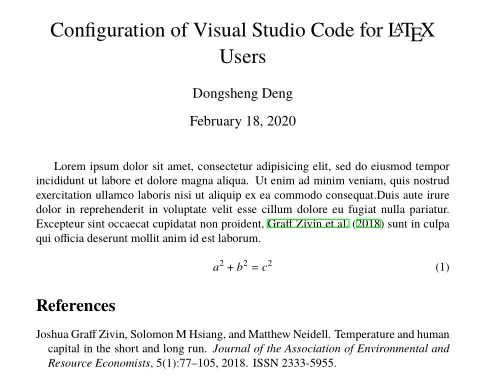 Configuration of Visual Studio Code for LATEX
Users
Dongsheng Deng
February 18, 2020
Lorem ipsum dolor sit amet, consectetur adipisicing elit, sed do eiusmod tempor
incididunt ut labore et dolore magna aliqua. Ut enim ad minim veniam, quis nostrud
exercitation ullamco laboris nisi ut aliquip ex ea commodo consequat.Duis aute irure
dolor in reprehenderit in voluptate velit esse cillum dolore eu fugiat nulla pariatur.
Excepteur sint occaecat cupidatat non proident, Graff Zivin et al. (2018) sunt in culpa
qui officia deserunt mollit anim id est laborum.
a² + b² = c² (1)
References
Joshua Graff Zivin, Solomon M Hsiang, and Matthew Neidell. Temperature and human
capital in the short and long run. Journal of the Association of Environmental and
Resource Economists, 5(1):77–105, 2018. ISSN 2333-5955.